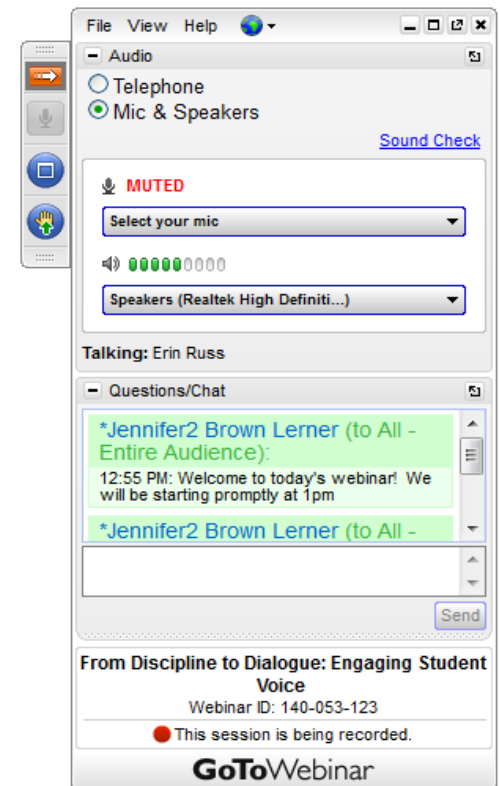 File View Help
Audio
Telephone
Mic & Speakers
Sound Check
MUTED
Select your mic
Speakers (Realtek High Definiti...)
Talking: Erin Russ
Questions/Chat
*Jennifer2 Brown Lerner (to All -
Entire Audience):
12:55 PM: Welcome to today's webinar! We
will be starting promptly at 1pm
*Jennifer2 Brown Lerner (to All -
Send
From Discipline to Dialogue: Engaging Student
Voice
Webinar ID: 140-053-123
This session is being recorded.
GoToWebinar